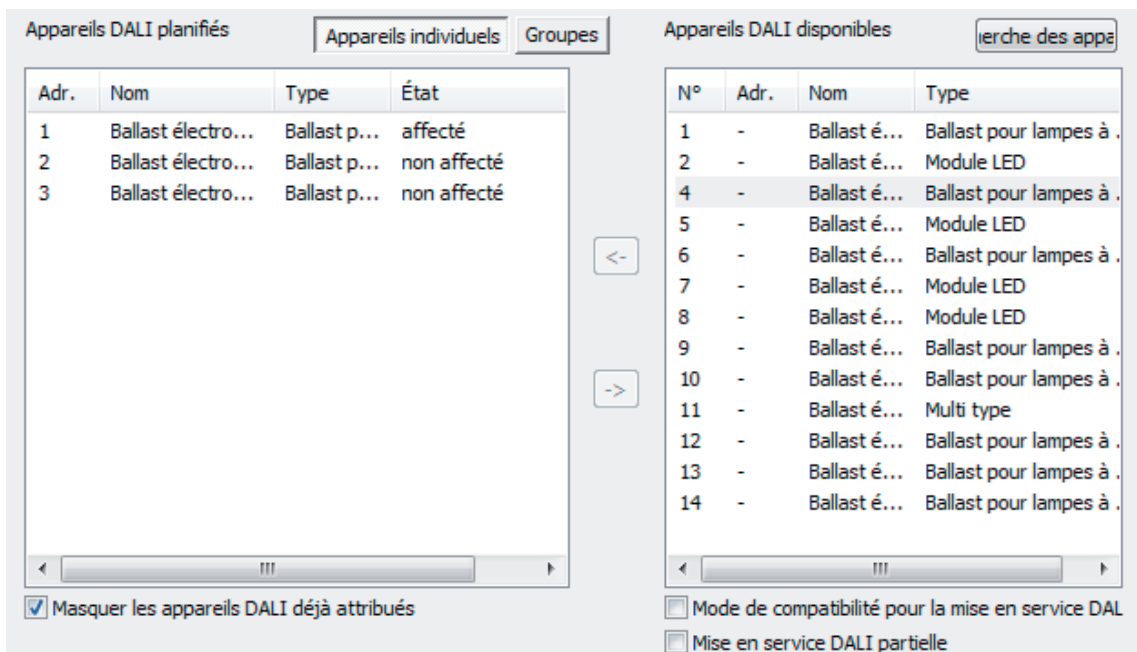 Appareils DALI planifiés
Appareils individuels
Groupes
Appareils DALI disponibles
erche des appa
Adr. Nom Type État
1 Ballast électro... Ballast p... affecté
2 Ballast électro... Ballast p... non affecté
3 Ballast électro... Ballast p... non affecté
<-
->
N° Adr. Nom Type
1 - Ballast é... Ballast pour lampes à .
2 - Ballast é... Module LED
4 - Ballast é... Ballast pour lampes à .
5 - Ballast é... Module LED
6 - Ballast é... Ballast pour lampes à .
7 - Ballast é... Module LED
8 - Ballast é... Module LED
9 - Ballast é... Ballast pour lampes à .
10 - Ballast é... Ballast pour lampes à .
11 - Ballast é... Multi type
12 - Ballast é... Ballast pour lampes à .
13 - Ballast é... Ballast pour lampes à .
14 - Ballast é... Ballast pour lampes à .
Masquer les appareils DALI déjà attribués
Mode de compatibilité pour la mise en service DAL
Mise en service DALI partielle